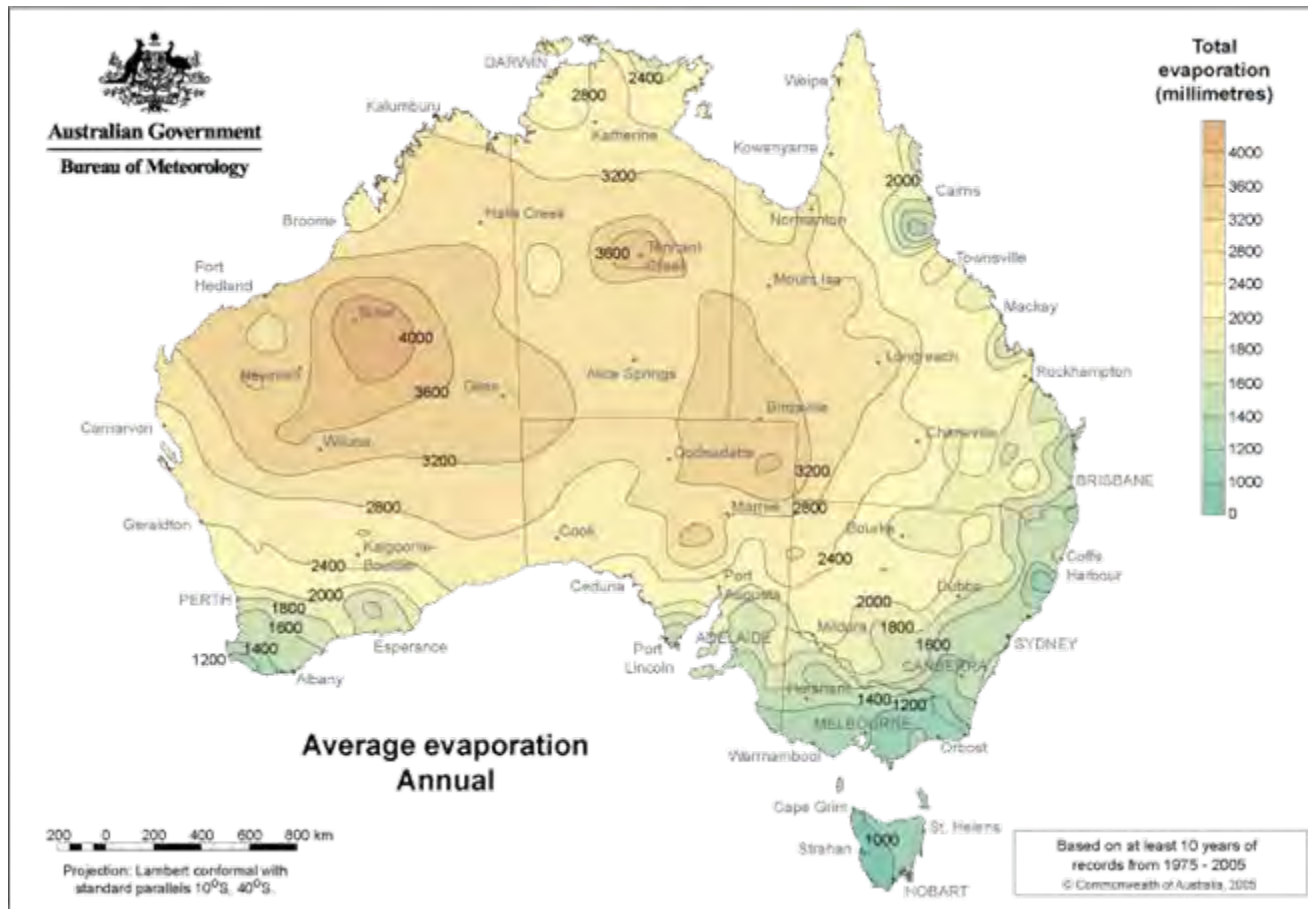 Australian Government
Bureau of Meteorology
Total
evaporation
(millimetres)
4000
3600
3200
2800
2400
2000
1800
1600
1400
1200
1000
0
DARWIN
2400
2800
Katherine
Weipa
Kalumburu
Kowanyama
3200
2000
Cairns
Broome
Halls Creek
Normanton
3600
Tennant
Creek
Townsville
Fort
Hedland
Mount Isa
Mackay
4000
Newman
Longreach
Alice Springs
Rockhampton
3600
Giles
Birdsville
Carnarvon
Charleville
Wiluna
3200
Oodnadatta
3200
BRISBANE
Geraldton
2800
Marree
2800
Bourke
Cook
Kalgoorlie-
Boulder
2400
2400
Coffs
Harbour
PERTH
2000
1800
1600
1400
1200
Albany
Esperance
Ceduna
Port
Augusta
ADELAIDE
Port
Lincoln
Dubbo
2000
Mildura
1800
1600
SYDNEY
CANBERRA
Horsham
1400
1200
MELBOURNE
Warrnambool
Orbost
Average evaporation
Annual
Cape Grim
St. Helens
1000
Strahan
HOBART
200 0 200 400 600 800 km
Projection: Lambert conformal with
standard parallels 10°S, 40°S.
Based on at least 10 years of
records from 1975 - 2005
© Commonwealth of Australia, 2005